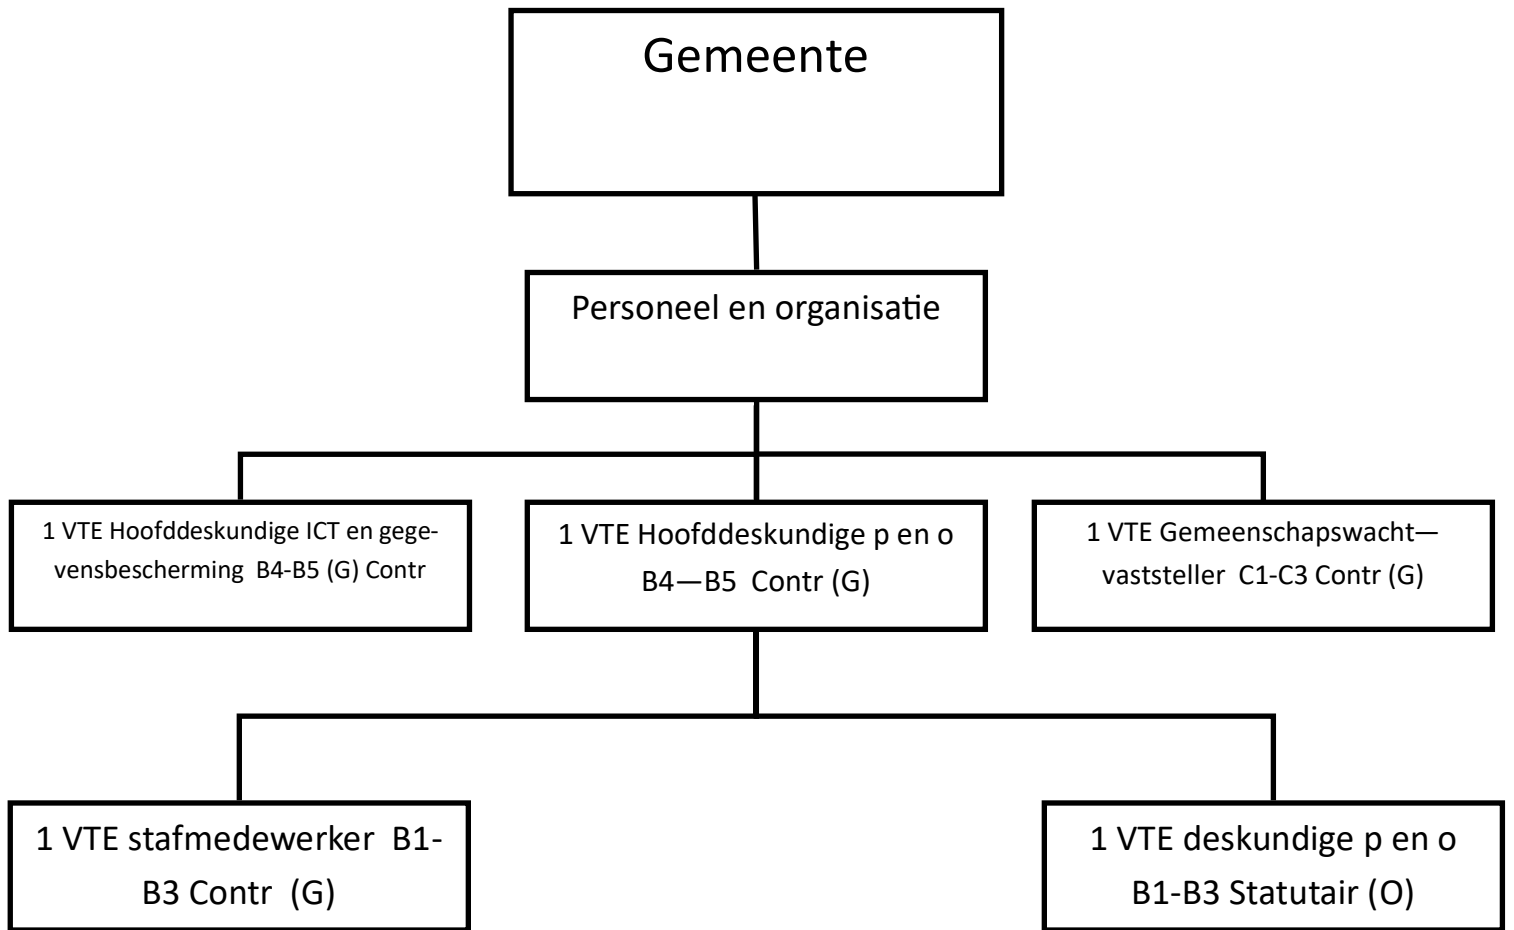 Gemeente
Personeel en organisatie
1 VTE Hoofddeskundige ICT en gege-
vensbescherming B4-B5 (G) Contr
1 VTE Hoofddeskundige p en o
B4—B5 Contr (G)
1 VTE Gemeenschapswacht—
vaststeller C1-C3 Contr (G)
1 VTE stafmedewerker B1-
B3 Contr (G)
1 VTE deskundige p en o
B1-B3 Statutair (O)